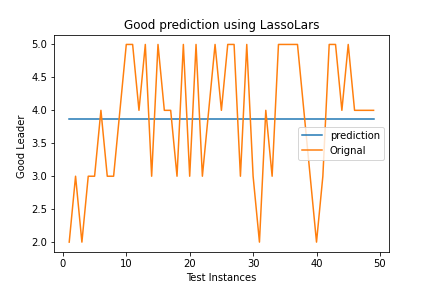 Good prediction using LassoLars
5.0
4.5
4.0
3.5
3.0
2.5
2.0
Good Leader
prediction
Orignal
0
10
20
30
40
50
Test Instances